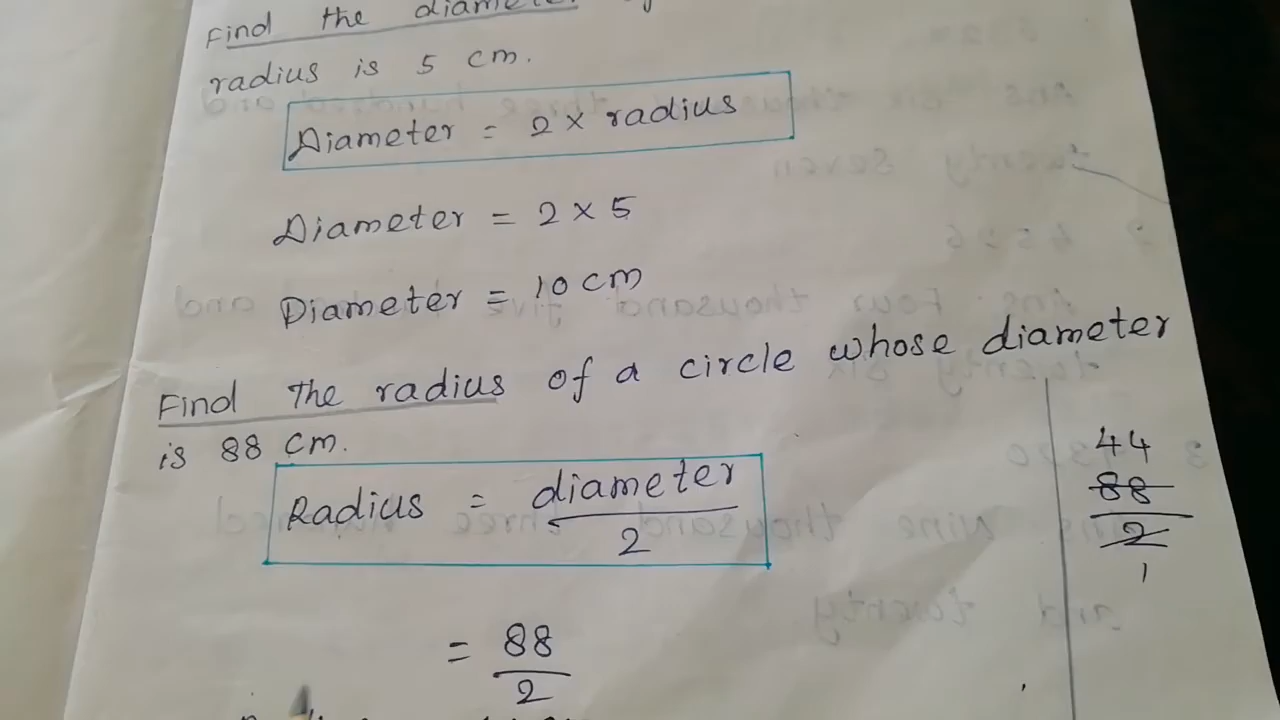 Find the diameter
radius is 5 cm.
Diameter = 2 × radius
Diameter = 2 × 5
Diameter = 10 cm
Find the radius of a circle whose diameter
is 88 cm.
Radius = diameter
2
= 88
2
44
88
2
1